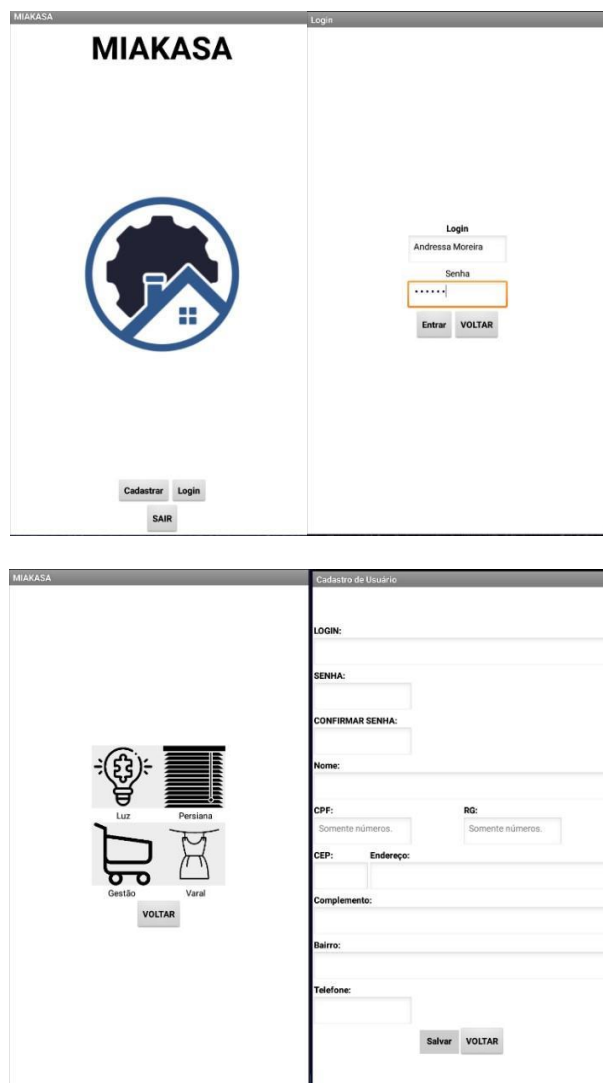 MIAKASA
MIAKASA
Cadastrar Login
SAIR
Login
Login
Andressa Moreira
Senha
••••••
Entrar VOLTAR
MIAKASA
Luz Persiana
Gestão Varal
VOLTAR
Cadastro de Usuário
LOGIN:
SENHA:
CONFIRMAR SENHA:
Nome:
CPF: RG:
Somente números. Somente números.
CEP: Endereço:
Complemento:
Bairro:
Telefone:
Salvar VOLTAR